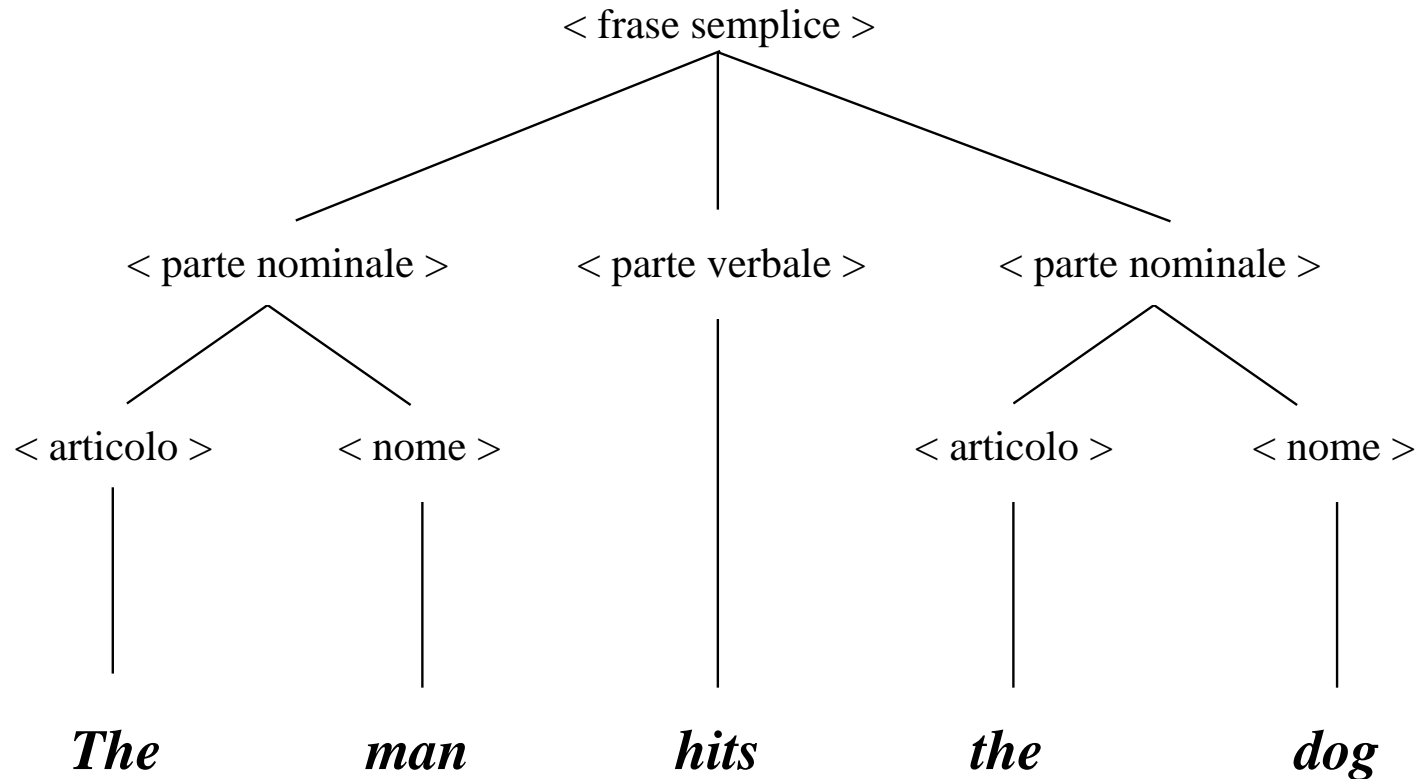 < frase semplice >
< parte nominale > < parte verbale > < parte nominale >
< articolo > < nome > < articolo > < nome >
The man hits the dog